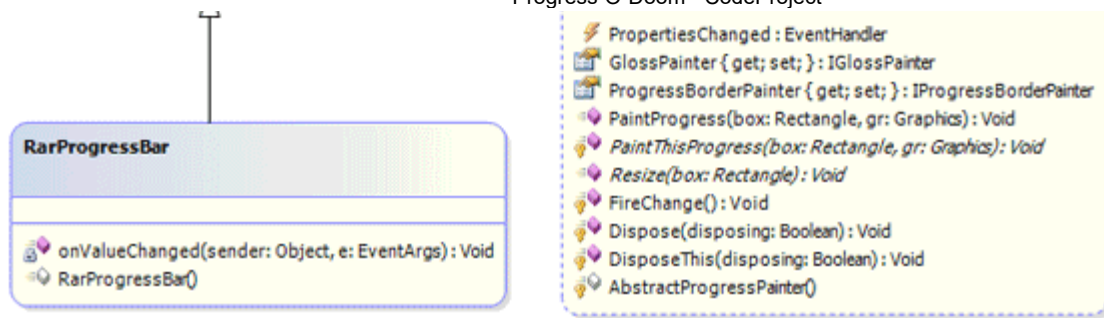 Progress-O-Doom - CodeProject
RarProgressBar
onValueChanged(sender: Object, e: EventArgs) : Void
RarProgressBar()
PropertiesChanged : EventHandler
GlossPainter { get; set; } : IGlossPainter
ProgressBorderPainter { get; set; } : IProgressBorderPainter
PaintProgress(box: Rectangle, gr: Graphics) : Void
PaintThisProgress(box: Rectangle, gr: Graphics) : Void
Resize(box: Rectangle) : Void
FireChange() : Void
Dispose(disposing: Boolean) : Void
DisposeThis(disposing: Boolean) : Void
AbstractProgressPainter()